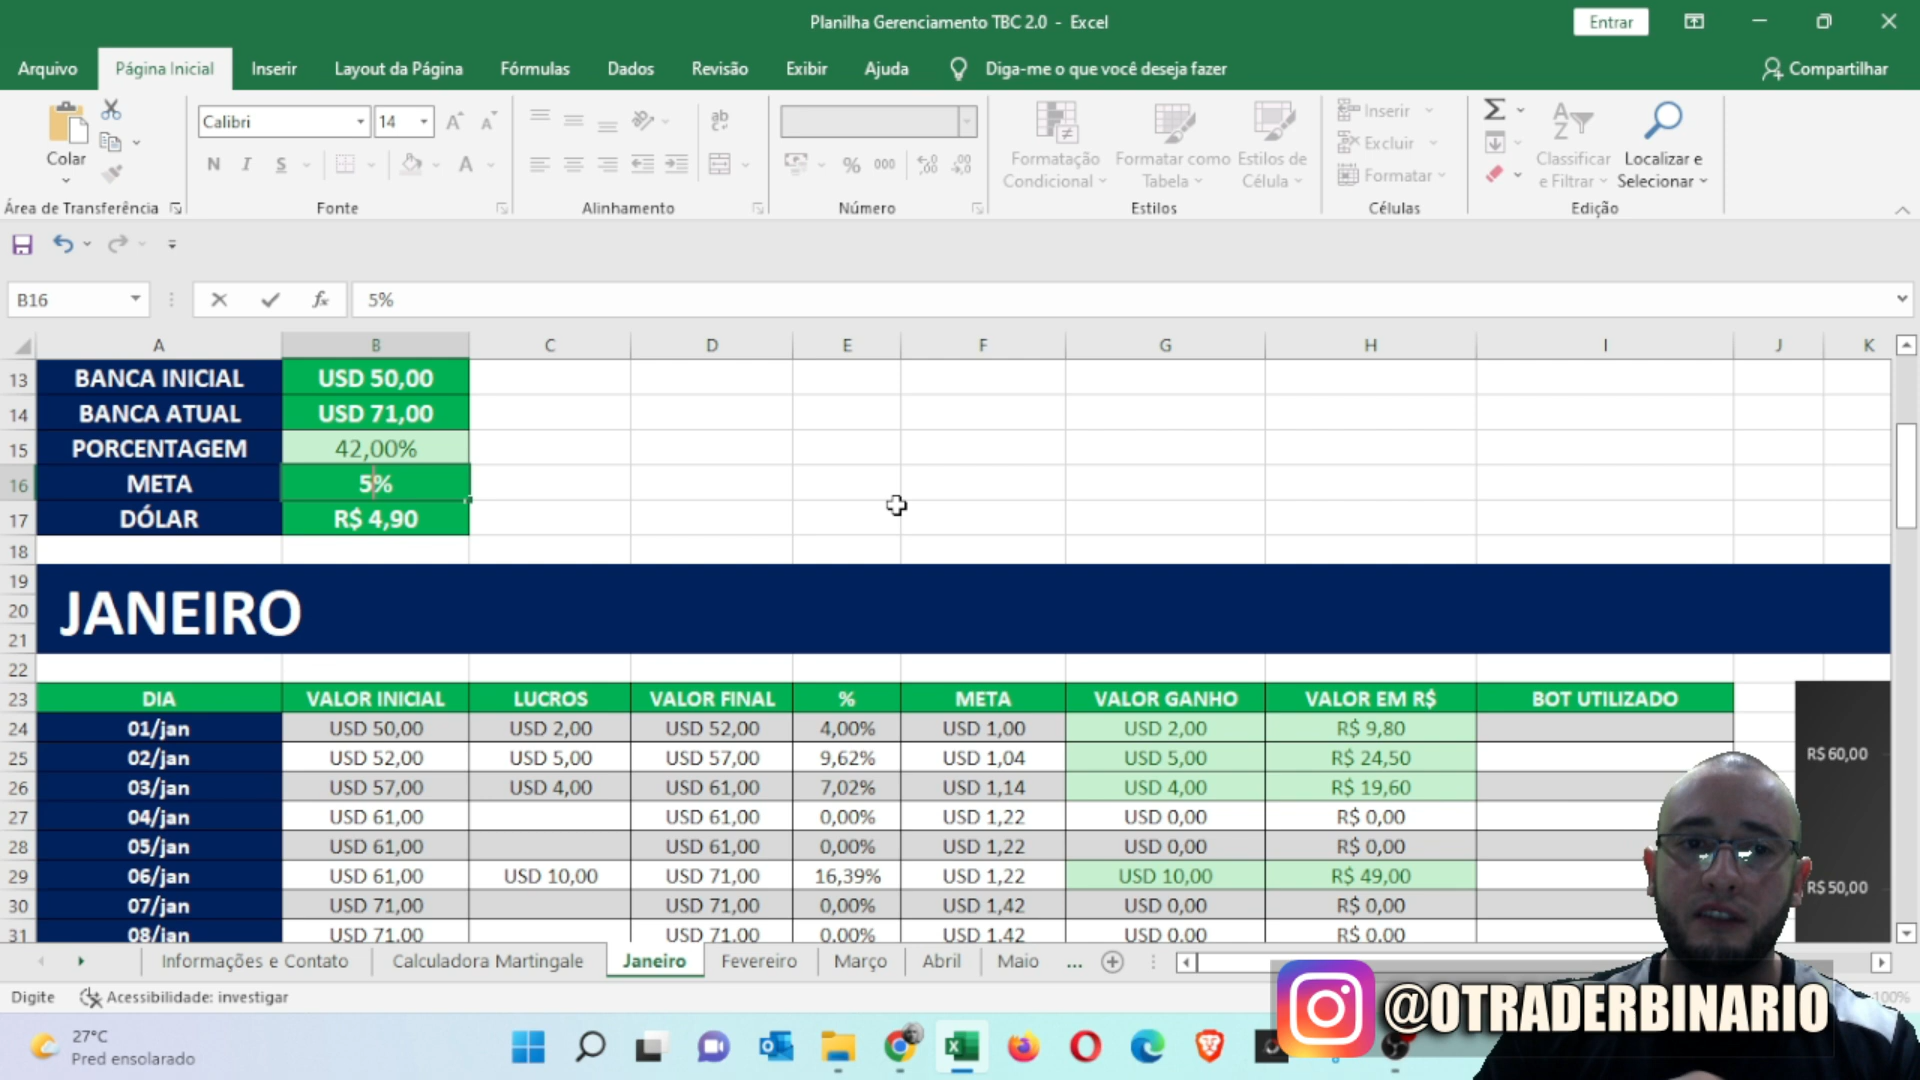 Planilha Gerenciamento TBC 2.0 - Excel
Entrar
Arquivo Página Inicial Inserir Layout da Página Fórmulas Dados Revisão Exibir Ajuda Diga-me o que você deseja fazer Compartilhar
Colar
Calibri 14
N I S
ab
% 000
Formatação Condicional
Formatar como Tabela
Estilos de Célula
Inserir
Excluir
Formatar
Classificar e Filtrar
Localizar e Selecionar
Área de Transferência Fonte Alinhamento Número Estilos Células Edição
B16 fx 5%
A B C D E F G H I J K
13 BANCA INICIAL USD 50,00
14 BANCA ATUAL USD 71,00
15 PORCENTAGEM 42,00%
16 META 5%
17 DÓLAR R$ 4,90
18
19
20 JANEIRO
21
22
23 DIA VALOR INICIAL LUCROS VALOR FINAL % META VALOR GANHO VALOR EM R$ BOT UTILIZADO
24 01/jan USD 50,00 USD 2,00 USD 52,00 4,00% USD 1,00 USD 2,00 R$ 9,80
25 02/jan USD 52,00 USD 5,00 USD 57,00 9,62% USD 1,04 USD 5,00 R$ 24,50 R$ 60,00
26 03/jan USD 57,00 USD 4,00 USD 61,00 7,02% USD 1,14 USD 4,00 R$ 19,60
27 04/jan USD 61,00 USD 61,00 0,00% USD 1,22 USD 0,00 R$ 0,00
28 05/jan USD 61,00 USD 61,00 0,00% USD 1,22 USD 0,00 R$ 0,00
29 06/jan USD 61,00 USD 10,00 USD 71,00 16,39% USD 1,22 USD 10,00 R$ 49,00 R$ 50,00
30 07/jan USD 71,00 USD 71,00 0,00% USD 1,42 USD 0,00 R$ 0,00
31 08/jan USD 71,00 USD 71,00 0,00% USD 1,42 USD 0,00 R$ 0,00
Informações e Contato Calculadora Martingale Janeiro Fevereiro Março Abril Maio ...
Digite Acessibilidade: investigar 100%
@OTRADERBINARIO
27°C
Pred ensolarado